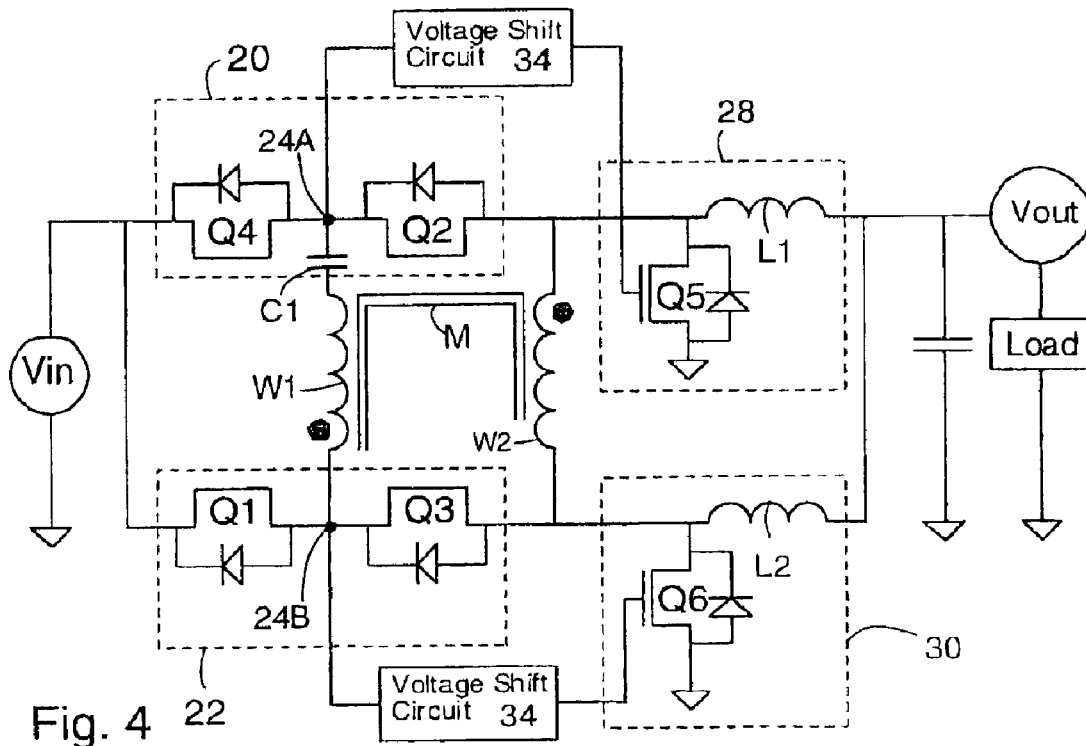 Voltage Shift
Circuit 34
20
28
24A
Q4
Q2
L1
Vout
C1
Q5
M
Load
Vin
W1
W2
Q1
Q3
L2
Q6
24B
30
Voltage Shift
Circuit 34
22
Fig. 4